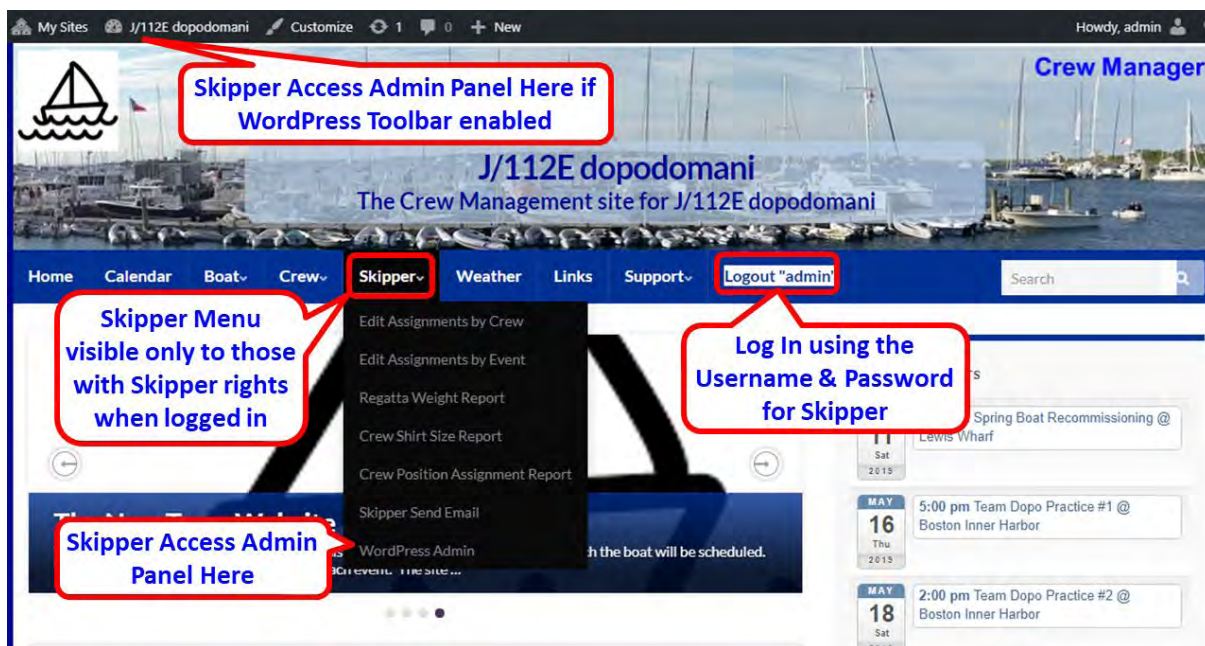 My Sites J/112E dopodomani Customize 1 0 + New Howdy, admin
Crew Manager
Skipper Access Admin Panel Here if
WordPress Toolbar enabled
J/112E dopodomani
The Crew Management site for J/112E dopodomani
Home Calendar Boat Crew Skipper Weather Links Support Logout "admin" Search
Skipper Menu
visible only to those
with Skipper rights
when logged in
Edit Assignments by Crew
Edit Assignments by Event
Regatta Weight Report
Crew Shirt Size Report
Crew Position Assignment Report
Skipper Send Email
WordPress Admin
Log In using the
Username & Password
for Skipper
Skipper Access Admin
Panel Here
the boat will be scheduled.
event. The site ...
11
Sat
Spring Boat Recommissioning @
Lewis Wharf
MAY
16
Thu
5:00 pm Team Dopo Practice #1 @
Boston Inner Harbor
MAY
18
Sat
2:00 pm Team Dopo Practice #2 @
Boston Inner Harbor